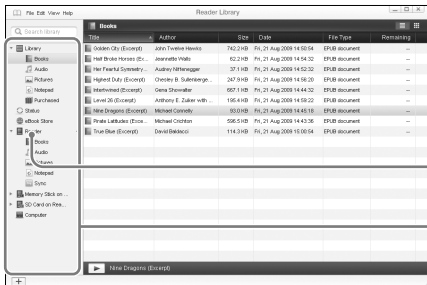 File Edit View Help
Reader Library
Search library
Library
Books
Audio
Pictures
Notepad
Purchased
Status
eBook Store
Reader
Books
Audio
Pictures
Notepad
Sync
Memory Stick on ...
SD Card on Rea...
Computer
Books
Title Author Size Date File Type Remaining
Golden City (Excerpt) John Twelve Hawks 742.2 KB Fri, 21 Aug 2009 14:50:54 EPUB document --
Half Broke Horses (Ex... Jeannette Walls 62.2 KB Fri, 21 Aug 2009 14:54:32 EPUB document --
Her Fearful Symmetry... Audrey Niffenegger 37.1 KB Fri, 21 Aug 2009 14:52:32 EPUB document --
Highest Duty (Excerpt) Chesley B. Sullenberge... 247.9 KB Fri, 21 Aug 2009 14:56:20 EPUB document --
Intertwined (Excerpt) Gena Showalter 667.1 KB Fri, 21 Aug 2009 14:44:32 EPUB document --
Level 26 (Excerpt) Anthony E. Zuiker with ... 195.4 KB Fri, 21 Aug 2009 14:59:22 EPUB document --
Nine Dragons (Excerpt) Michael Connelly 93.0 KB Fri, 21 Aug 2009 14:45:18 EPUB document --
Pirate Latitudes (Exce... Michael Crichton 596.5 KB Fri, 21 Aug 2009 14:43:36 EPUB document --
True Blue (Excerpt) David Baldacci 114.3 KB Fri, 21 Aug 2009 15:00:54 EPUB document --
Nine Dragons (Excerpt)